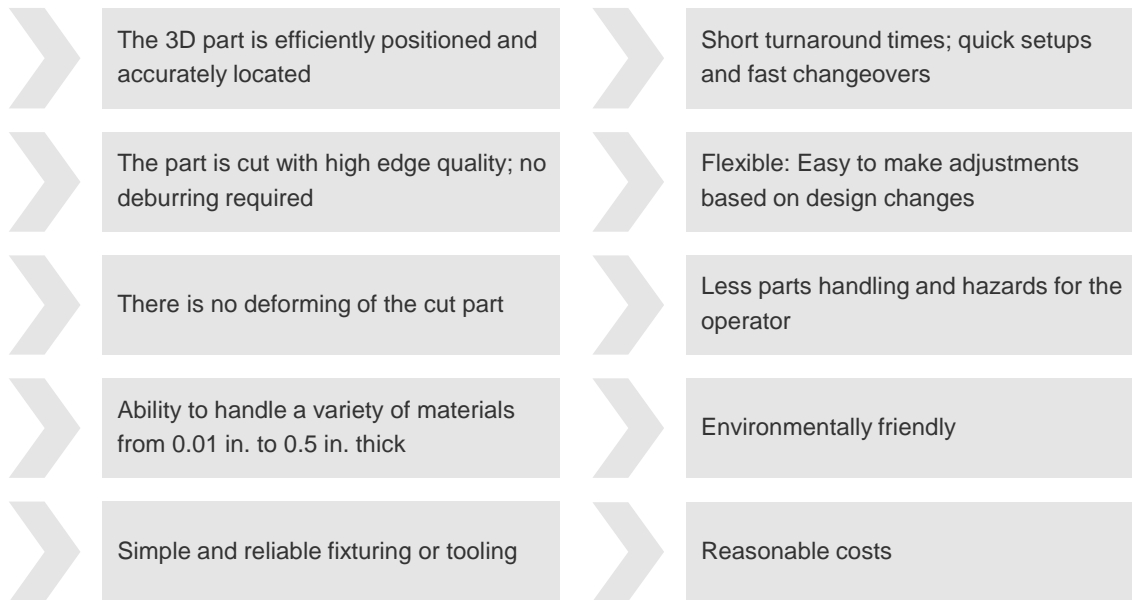 The 3D part is efficiently positioned and
accurately located
The part is cut with high edge quality; no
deburring required
There is no deforming of the cut part
Ability to handle a variety of materials
from 0.01 in. to 0.5 in. thick
Simple and reliable fixturing or tooling
Short turnaround times; quick setups
and fast changeovers
Flexible: Easy to make adjustments
based on design changes
Less parts handling and hazards for the
operator
Environmentally friendly
Reasonable costs